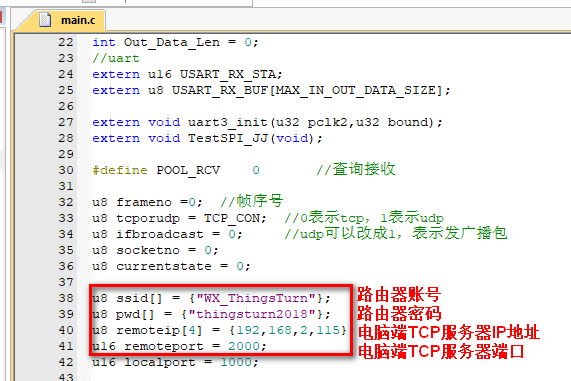 main.c
22 int Out_Data_Len = 0;
23 //uart
24 extern u16 USART_RX_STA;
25 extern u8 USART_RX_BUF[MAX_IN_OUT_DATA_SIZE];
26
27 extern void uart3_init(u32 pclk2,u32 bound);
28 extern void TestSPI_JJ(void);
29
30 #define POOL_RCV 0 //查询接收
31
32 u8 frameno =0; //帧序号
33 u8 tcporudp = TCP_CON; //0表示tcp，1表示udp
34 u8 ifbroadcast = 0; //udp可以改成1，表示发广播包
35 u8 socketno = 0;
36 u8 currentstate = 0;
37
38 u8 ssid[] = {"WX_ThingsTurn"}; 路由器账号
39 u8 pwd[] = {"thingsturn2018"}; 路由器密码
40 u8 remoteip[4] = {192,168,2,115} 电脑端TCP服务器IP地址
41 u16 remoteport = 2000; 电脑端TCP服务器端口
42 u16 localport = 1000;
43